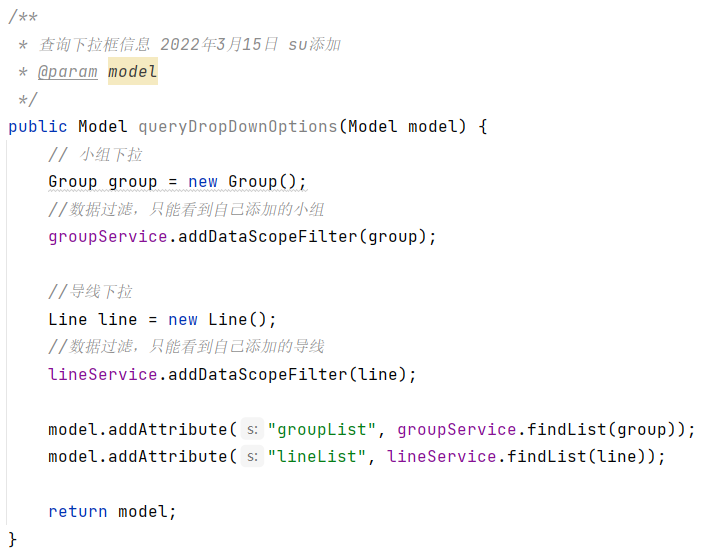 /**
 * 查询下拉框信息 2022年3月15日 su添加
 * @param model
 */
public Model queryDropDownOptions(Model model) {
    // 小组下拉
    Group group = new Group();
    //数据过滤，只能看到自己添加的小组
    groupService.addDataScopeFilter(group);
    //导线下拉
    Line line = new Line();
    //数据过滤，只能看到自己添加的导线
    lineService.addDataScopeFilter(line);
    model.addAttribute( s: "groupList", groupService.findList(group));
    model.addAttribute( s: "lineList", lineService.findList(line));
    return model;
}